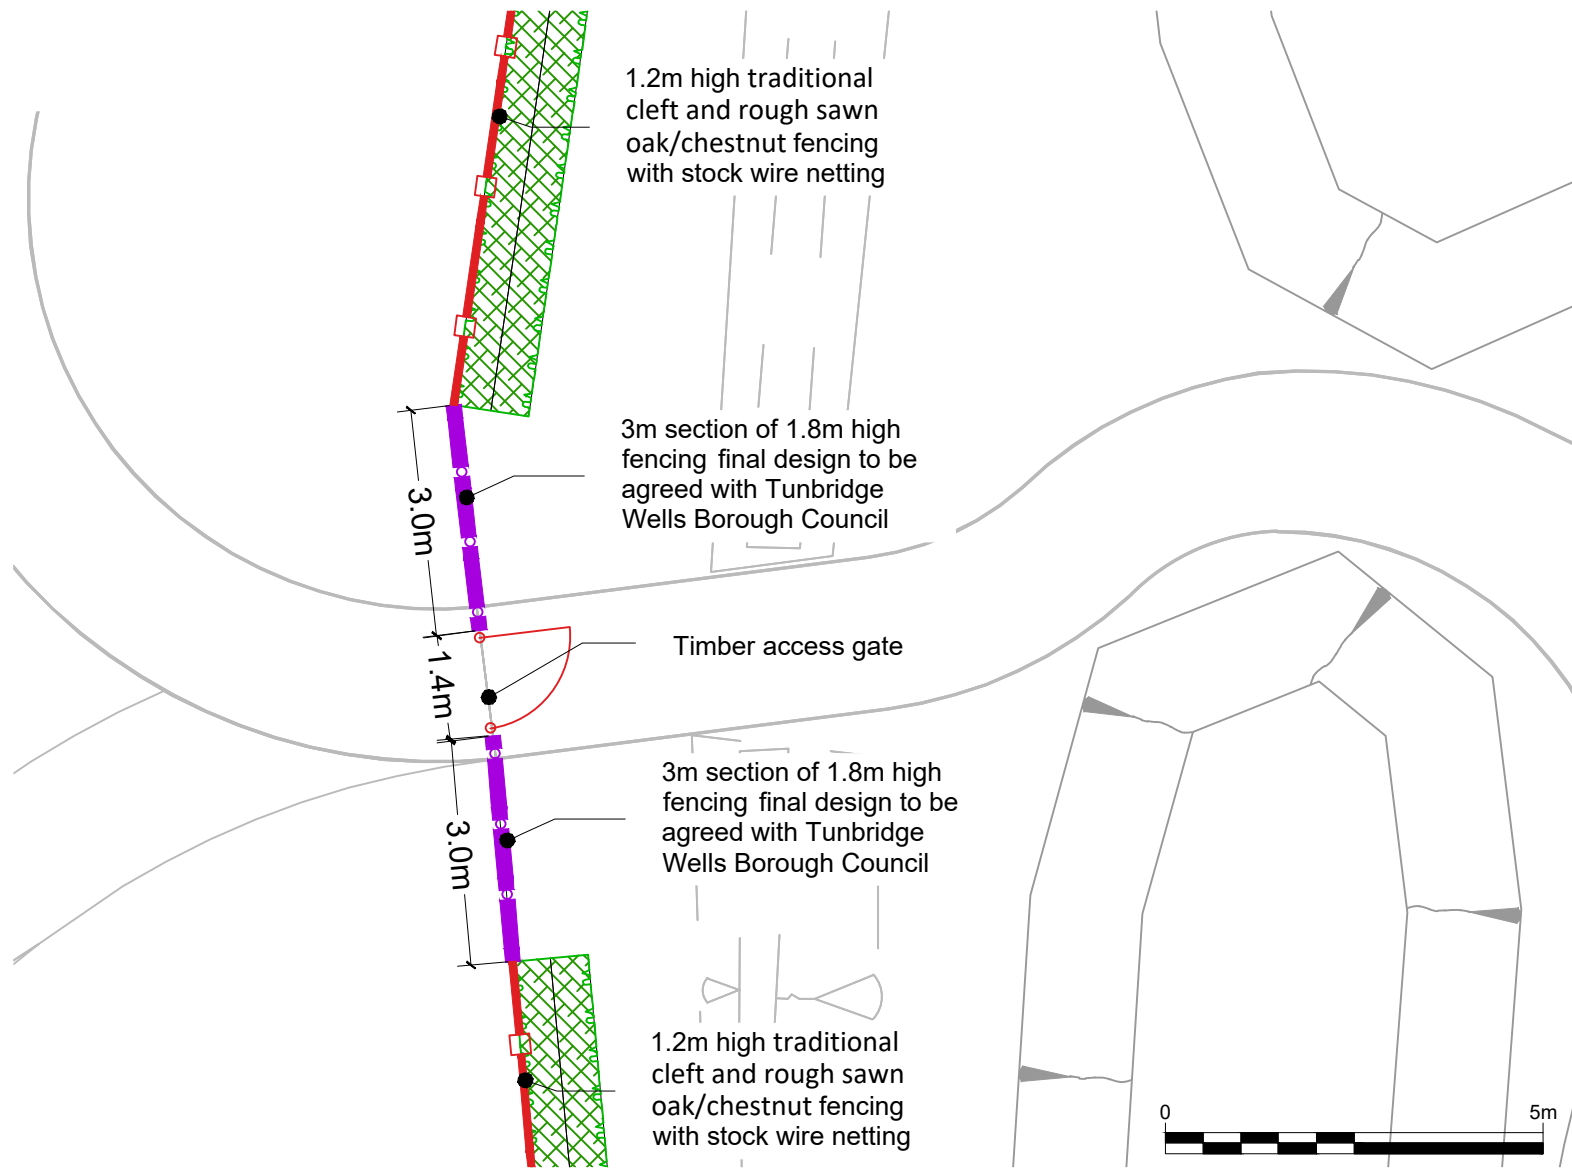 1.2m high traditional
cleft and rough sawn
oak/chestnut fencing
with stock wire netting
3m section of 1.8m high
fencing final design to be
agreed with Tunbridge
Wells Borough Council
3.0m
Timber access gate
1.4m
3m section of 1.8m high
fencing final design to be
agreed with Tunbridge
Wells Borough Council
3.0m
1.2m high traditional
cleft and rough sawn
oak/chestnut fencing
with stock wire netting
0 5m